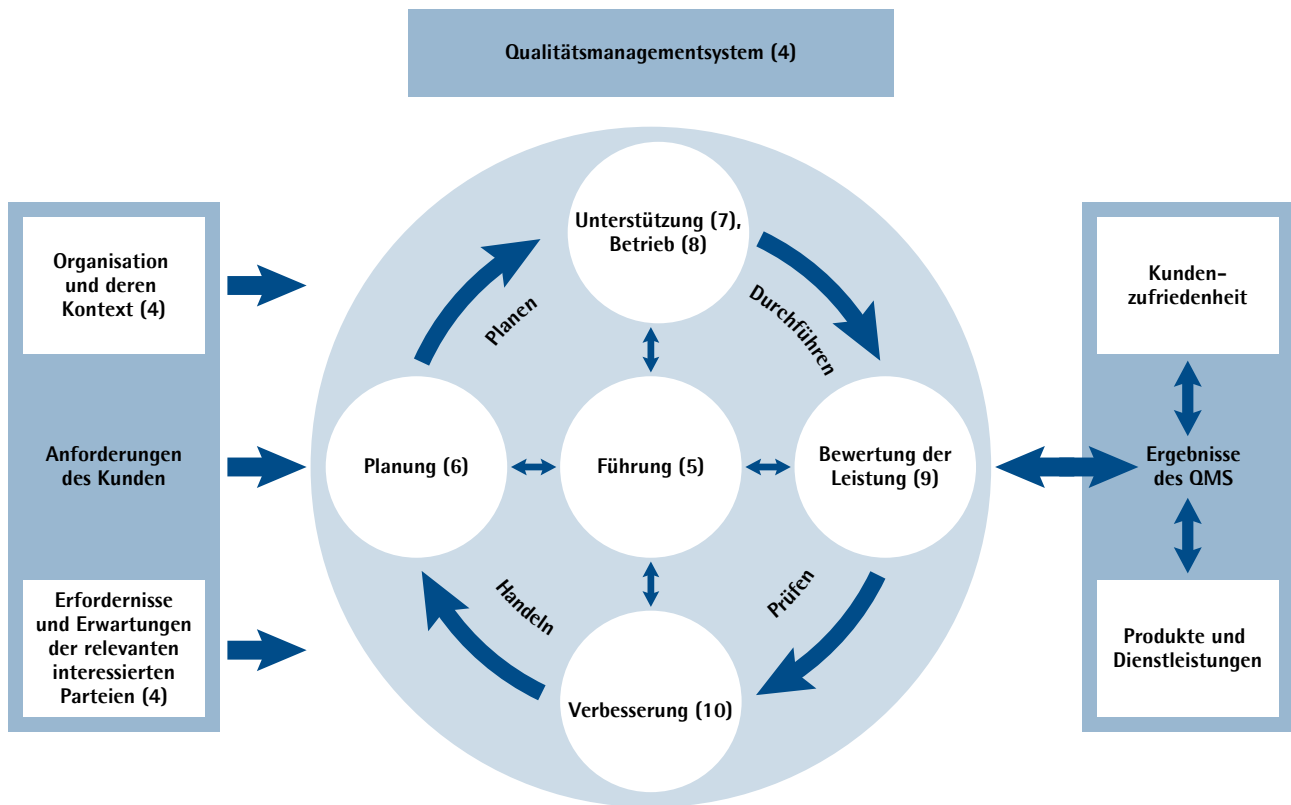 Qualitätsmanagementsystem (4)
Organisation
und deren
Kontext (4)
Anforderungen
des Kunden
Erfordernisse
und Erwartungen
der relevanten
interessierten
Parteien (4)
Unterstützung (7),
Betrieb (8)
Planen
Durchführen
Planung (6)
Führung (5)
Bewertung der
Leistung (9)
Handeln
Prüfen
Verbesserung (10)
Kunden-
zufriedenheit
Ergebnisse
des QMS
Produkte und
Dienstleistungen